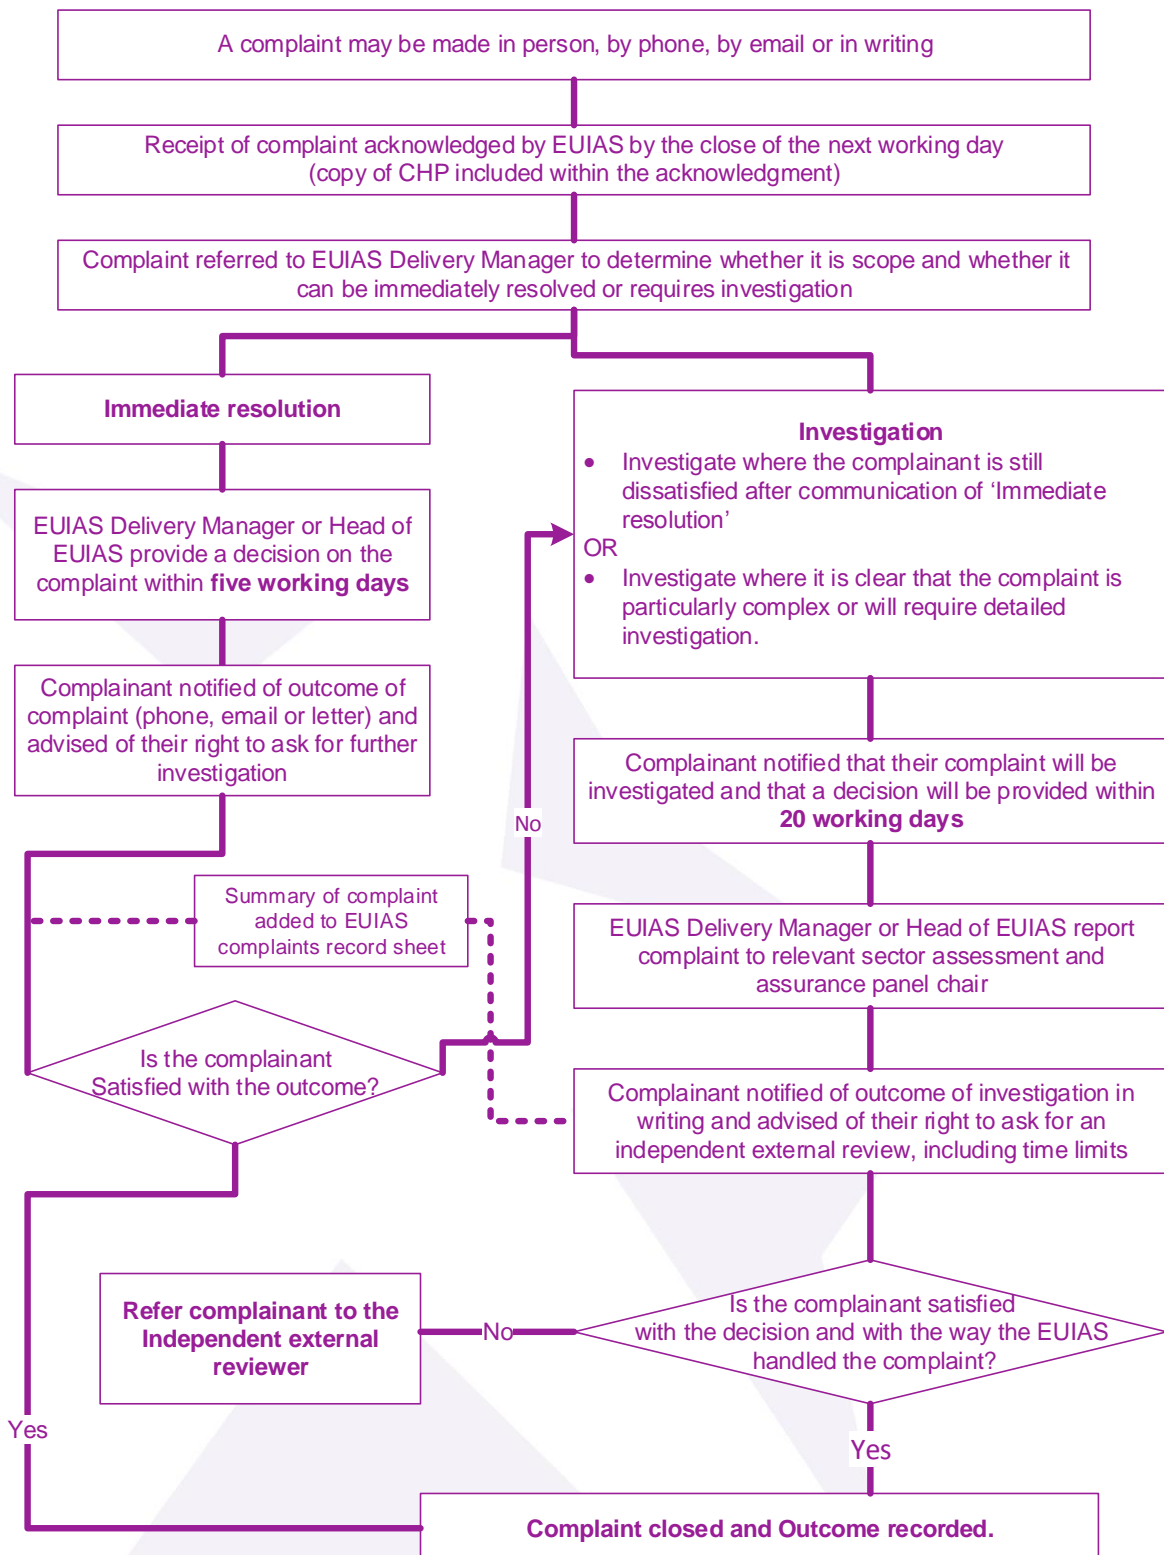 A complaint may be made in person, by phone, by email or in writing
Receipt of complaint acknowledged by EUIAS by the close of the next working day
(copy of CHP included within the acknowledgment)
Complaint referred to EUIAS Delivery Manager to determine whether it is scope and whether it
can be immediately resolved or requires investigation
Immediate resolution
EUIAS Delivery Manager or Head of
EUIAS provide a decision on the
complaint within five working days
Complainant notified of outcome of
complaint (phone, email or letter) and
advised of their right to ask for further
investigation
Summary of complaint
added to EUIAS
complaints record sheet
Is the complainant
Satisfied with the outcome?
No
Investigation
• Investigate where the complainant is still
dissatisfied after communication of ‘Immediate
resolution’
OR
• Investigate where it is clear that the complaint is
particularly complex or will require detailed
investigation.
Complainant notified that their complaint will be
investigated and that a decision will be provided within
20 working days
EUIAS Delivery Manager or Head of EUIAS report
complaint to relevant sector assessment and
assurance panel chair
Complainant notified of outcome of investigation in
writing and advised of their right to ask for an
independent external review, including time limits
Is the complainant satisfied
with the decision and with the way the EUIAS
handled the complaint?
No
Refer complainant to the
Independent external
reviewer
Yes
Yes
Complaint closed and Outcome recorded.